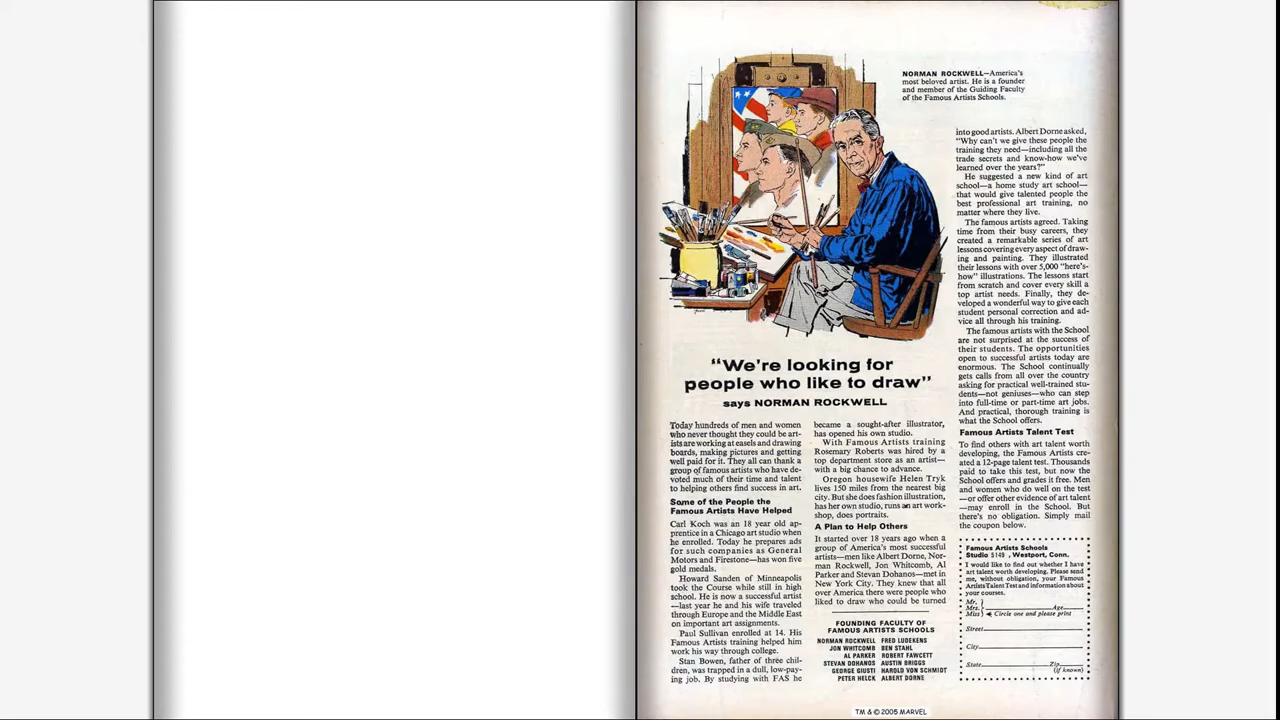 NORMAN ROCKWELL—America's
most beloved artist. He is a founder
and member of the Guiding Faculty
of the Famous Artists Schools.
"We're looking for
people who like to draw"
says NORMAN ROCKWELL
Today hundreds of men and women
who never thought they could be art-
ists are working at easels and drawing
boards, making pictures and getting
well paid for it. They all can thank a
group of famous artists who have de-
voted much of their time and talent
to helping others find success in art.
Some of the People the
Famous Artists Have Helped
Carl Koch was an 18 year old ap-
prentice in a Chicago art studio when
he enrolled. Today he prepares ads
for such companies as General
Motors and Firestone—has won five
gold medals.
Howard Sanden of Minneapolis
took the Course while still in high
school. He is now a successful artist
—last year he and his wife traveled
through Europe and the Middle East
on important art assignments.
Paul Sullivan enrolled at 14. His
Famous Artists training helped him
work his way through college.
Stan Bowen, father of three chil-
dren, was trapped in a dull, low-pay-
ing job. By studying with FAS he
became a sought-after illustrator,
has opened his own studio.
With Famous Artists training
Rosemary Roberts was hired by a
top department store as an artist—
with a big chance to advance.
Oregon housewife Helen Tryk
lives 150 miles from the nearest big
city. But she does fashion illustration,
has her own studio, runs an art work-
shop, does portraits.
A Plan to Help Others
It started over 18 years ago when a
group of America's most successful
artists—men like Albert Dorne, Nor-
man Rockwell, Jon Whitcomb, Al
Parker and Stevan Dohanos—met in
New York City. They knew that all
over America there were people who
liked to draw who could be turned
FOUNDING FACULTY OF
FAMOUS ARTISTS SCHOOLS
NORMAN ROCKWELL FRED LUDEKENS
JON WHITCOMB BEN STAHL
AL PARKER ROBERT FAWCETT
STEVAN DOHANOS AUSTIN BRIGGS
GEORGE GIUSTI HAROLD VON SCHMIDT
PETER HELCK ALBERT DORNE
into good artists. Albert Dorne asked,
"Why can't we give these people the
training they need—including all the
trade secrets and know-how we've
learned over the years?"
He suggested a new kind of art
school—a home study art school—
that would give talented people the
best professional art training, no
matter where they live.
The famous artists agreed. Taking
time from their busy careers, they
created a remarkable series of art
lessons covering every aspect of draw-
ing and painting. They illustrated
their lessons with over 5,000 "here's-
how" illustrations. The lessons start
from scratch and cover every skill a
top artist needs. Finally, they de-
veloped a wonderful way to give each
student personal correction and ad-
vice all through his training.
The famous artists with the School
are not surprised at the success of
their students. The opportunities
open to successful artists today are
enormous. The School continually
gets calls from all over the country
asking for practical well-trained stu-
dents—not geniuses—who can step
into full-time or part-time art jobs.
And practical, thorough training is
what the School offers.
Famous Artists Talent Test
To find others with art talent worth
developing, the Famous Artists cre-
ated a 12-page talent test. Thousands
paid to take this test, but now the
School offers and grades it free. Men
and women who do well on the test
—or offer other evidence of art talent
—may enroll in the School. But
there's no obligation. Simply mail
the coupon below.
Famous Artists Schools
Studio 5149, Westport, Conn.
I would like to find out whether I have
art talent worth developing. Please send
me, without obligation, your Famous
Artists Talent Test and information about
your courses.
Mr.
Mrs. Age
Miss Circle one and please print
Street
City
State Zip
(if known)
TM & © 2005 MARVEL